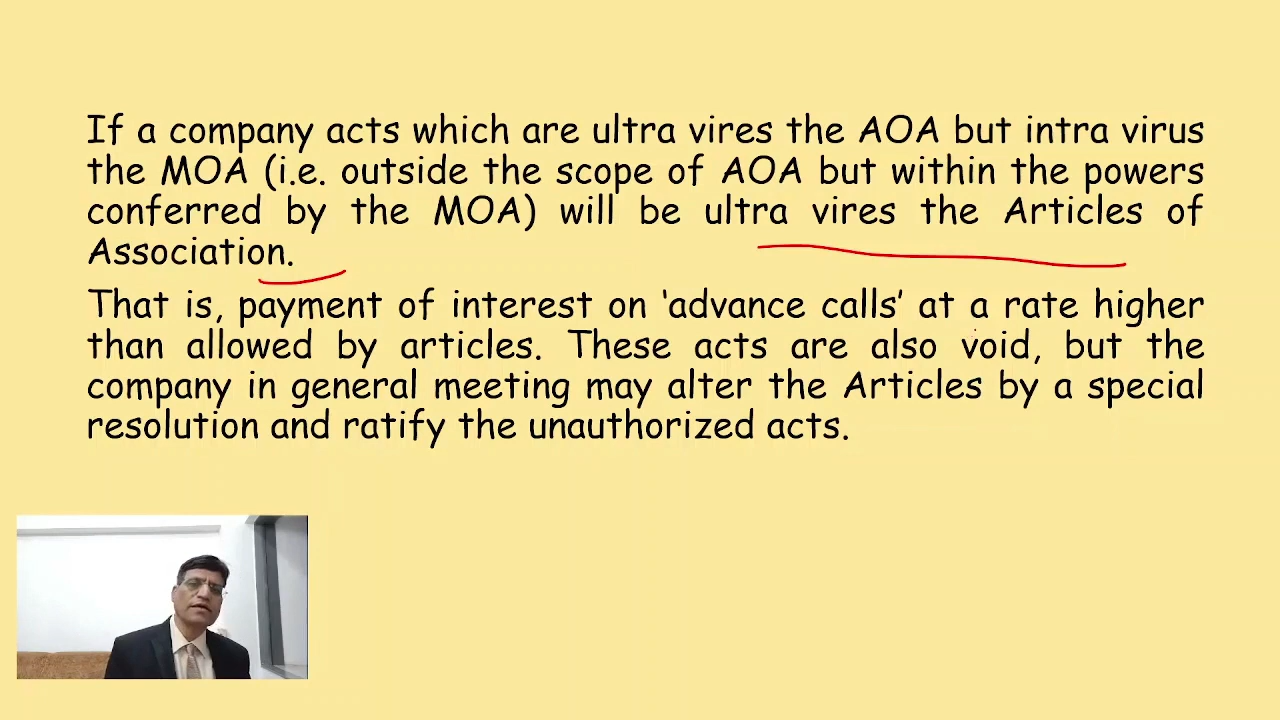 If a company acts which are ultra vires the AOA but intra virus
the MOA (i.e. outside the scope of AOA but within the powers
conferred by the MOA) will be ultra vires the Articles of
Association.
That is, payment of interest on ‘advance calls’ at a rate higher
than allowed by articles. These acts are also void, but the
company in general meeting may alter the Articles by a special
resolution and ratify the unauthorized acts.